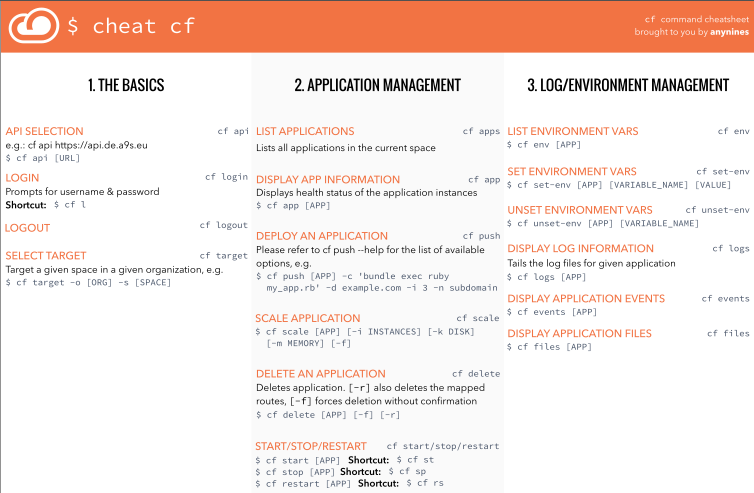 $ cheat cf
cf command cheatsheet
brought to you by anynines
1. THE BASICS
API SELECTION cf api
e.g.: cf api https://api.de.a9s.eu
$ cf api [URL]
LOGIN cf login
Prompts for username & password
Shortcut: $ cf l
LOGOUT cf logout
SELECT TARGET cf target
Target a given space in a given organization, e.g.
$ cf target -o [ORG] -s [SPACE]
2. APPLICATION MANAGEMENT
LIST APPLICATIONS cf apps
Lists all applications in the current space
DISPLAY APP INFORMATION cf app
Displays health status of the application instances
$ cf app [APP]
DEPLOY AN APPLICATION cf push
Please refer to cf push --help for the list of available
options, e.g.
$ cf push [APP] -c 'bundle exec ruby
my_app.rb' -d example.com -i 3 -n subdomain
SCALE APPLICATION cf scale
$ cf scale [APP] [-i INSTANCES] [-k DISK]
[-m MEMORY] [-f]
DELETE AN APPLICATION cf delete
Deletes application. [-r] also deletes the mapped
routes, [-f] forces deletion without confirmation
$ cf delete [APP] [-f] [-r]
START/STOP/RESTART cf start/stop/restart
$ cf start [APP] Shortcut: $ cf st
$ cf stop [APP] Shortcut: $ cf sp
$ cf restart [APP] Shortcut: $ cf rs
3. LOG/ENVIRONMENT MANAGEMENT
LIST ENVIRONMENT VARS cf env
$ cf env [APP]
SET ENVIRONMENT VARS cf set-env
$ cf set-env [APP] [VARIABLE_NAME] [VALUE]
UNSET ENVIRONMENT VARS cf unset-env
$ cf unset-env [APP] [VARIABLE_NAME]
DISPLAY LOG INFORMATION cf logs
Tails the log files for given application
$ cf logs [APP]
DISPLAY APPLICATION EVENTS cf events
$ cf events [APP]
DISPLAY APPLICATION FILES cf files
$ cf files [APP]